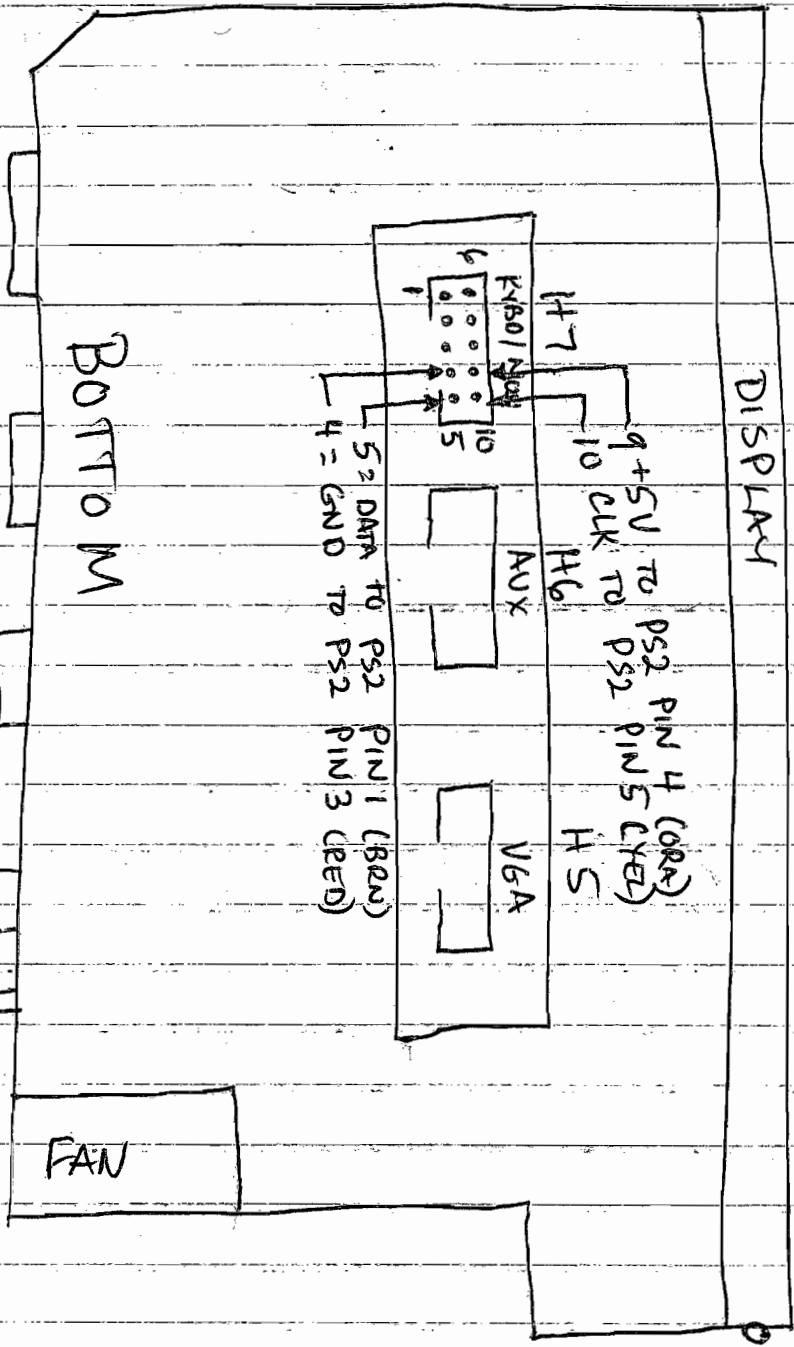 DISPLAY
9 +5V TO PS2 PIN 4 (ORA)
10 CLK TO PS2 PIN 5 (YEL)
H7
H6
H5
KYBD/
AUX
VGA
6
10
1
5
5= DATA TO PS2 PIN 1 (BRN)
4 = GND TO PS2 PIN 3 (RED)
BOTTOM
FAN